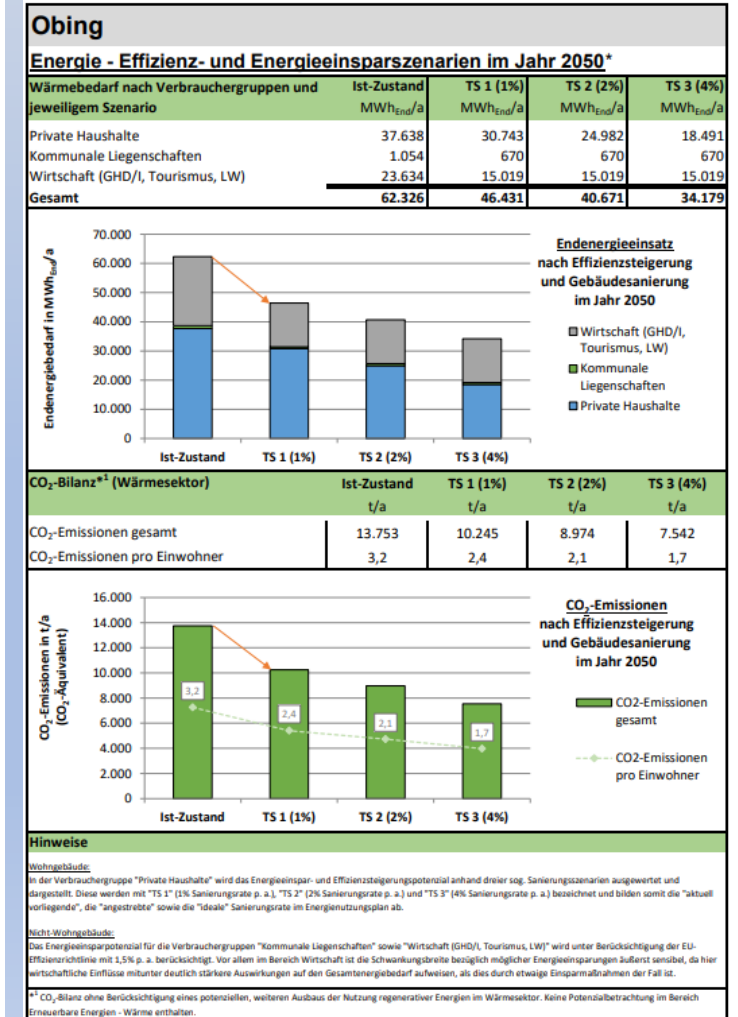 Obing
Energie - Effizienz- und Energieeinsparszenarien im Jahr 2050*
Wärmebedarf nach Verbrauchergruppen und Ist-Zustand TS 1 (1%) TS 2 (2%) TS 3 (4%)
jeweiligem Szenario MWhEnd/a MWhEnd/a MWhEnd/a MWhEnd/a
Private Haushalte 37.638 30.743 24.982 18.491
Kommunale Liegenschaften 1.054 670 670 670
Wirtschaft (GHD/I, Tourismus, LW) 23.634 15.019 15.019 15.019
Gesamt 62.326 46.431 40.671 34.179
Endenergiebedarf in MWhEnd/a
70.000
60.000
50.000
40.000
30.000
20.000
10.000
0
Ist-Zustand TS 1 (1%) TS 2 (2%) TS 3 (4%)
Endenergieeinsatz
nach Effizienzsteigerung
und Gebäudesanierung
im Jahr 2050
Wirtschaft (GHD/I,
Tourismus, LW)
Kommunale
Liegenschaften
Private Haushalte
CO₂-Bilanz*¹ (Wärmesektor) Ist-Zustand TS 1 (1%) TS 2 (2%) TS 3 (4%)
t/a t/a t/a t/a
CO₂-Emissionen gesamt 13.753 10.245 8.974 7.542
CO₂-Emissionen pro Einwohner 3,2 2,4 2,1 1,7
CO₂-Emissionen in t/a
(CO₂-Äquivalent)
16.000
14.000
12.000
10.000
8.000
6.000
4.000
2.000
0
3,2
2,4
2,1
1,7
Ist-Zustand TS 1 (1%) TS 2 (2%) TS 3 (4%)
CO₂-Emissionen
nach Effizienzsteigerung
und Gebäudesanierung
im Jahr 2050
CO2-Emissionen
gesamt
CO2-Emissionen
pro Einwohner
Hinweise
Wohngebäude:
In der Verbrauchergruppe "Private Haushalte" wird das Energieeinspar- und Effizienzsteigerungspotenzial anhand dreier sog. Sanierungsszenarien ausgewertet und
dargestellt. Diese werden mit "TS 1" (1% Sanierungsrate p. a.), "TS 2" (2% Sanierungsrate p. a.) und "TS 3" (4% Sanierungsrate p. a.) bezeichnet und bilden somit die "aktuell
vorliegende", die "angestrebte" sowie die "ideale" Sanierungsrate im Energienutzungsplan ab.
Nicht-Wohngebäude:
Das Energieeinsparpotenzial für die Verbrauchergruppen "Kommunale Liegenschaften" sowie "Wirtschaft (GHD/I, Tourismus, LW)" wird unter Berücksichtigung der EU-
Effizienzrichtlinie mit 1,5% p. a. berücksichtigt. Vor allem im Bereich Wirtschaft ist die Schwankungsbreite bezüglich möglicher Energieeinsparungen äußerst sensibel, da hier
wirtschaftliche Einflüsse mitunter deutlich stärkere Auswirkungen auf den Gesamtenergiebedarf aufweisen, als dies durch etwaige Einsparmaßnahmen der Fall ist.
*¹ CO₂-Bilanz ohne Berücksichtigung eines potenziellen, weiteren Ausbaus der Nutzung regenerativer Energien im Wärmesektor. Keine Potenzialbetrachtung im Bereich
Erneuerbare Energien - Wärme enthalten.